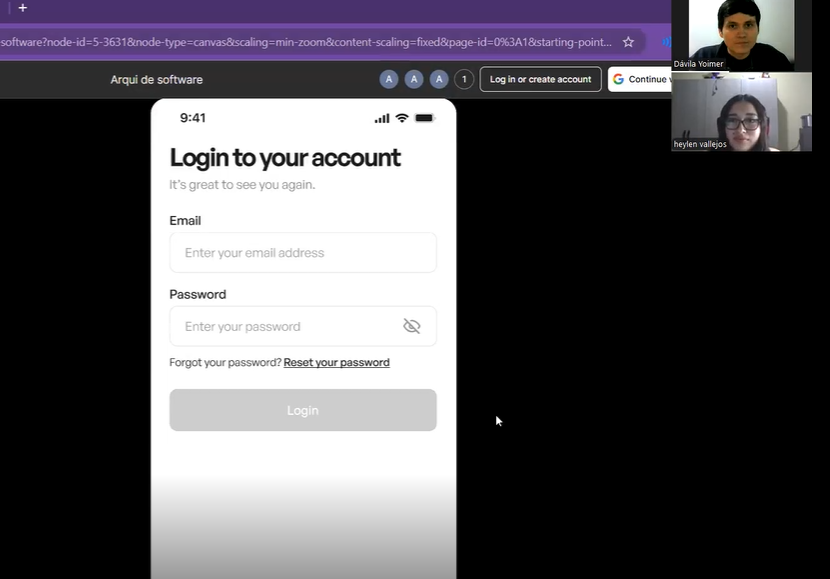 +
-software?node-id=5-3631&node-type=canvas&scaling=min-zoom&content-scaling=fixed&page-id=0%3A1&starting-point...
Arqui de software
A A A 1 Log in or create account G Continue
Dávila Yoimer
heylen vallejos
9:41
Login to your account
It's great to see you again.
Email
Enter your email address
Password
Enter your password
Forgot your password? Reset your password
Login